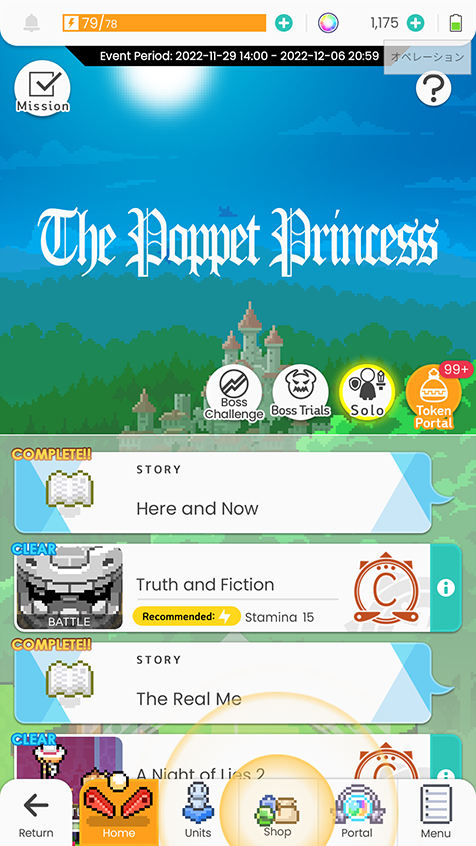 79/78
1,175
Event Period: 2022-11-29 14:00 - 2022-12-06 20:59
オペレーション
Mission
?
The Poppet Princess
Boss
Challenge
Boss Trials
Solo
99+
Token
Portal
COMPLETE!!
STORY
Here and Now
CLEAR
BATTLE
Truth and Fiction
Recommended:
Stamina 15
C
i
COMPLETE!!
STORY
The Real Me
CLEAR
A Night of Lies 2
i
Return
Home
Units
Shop
Portal
Menu